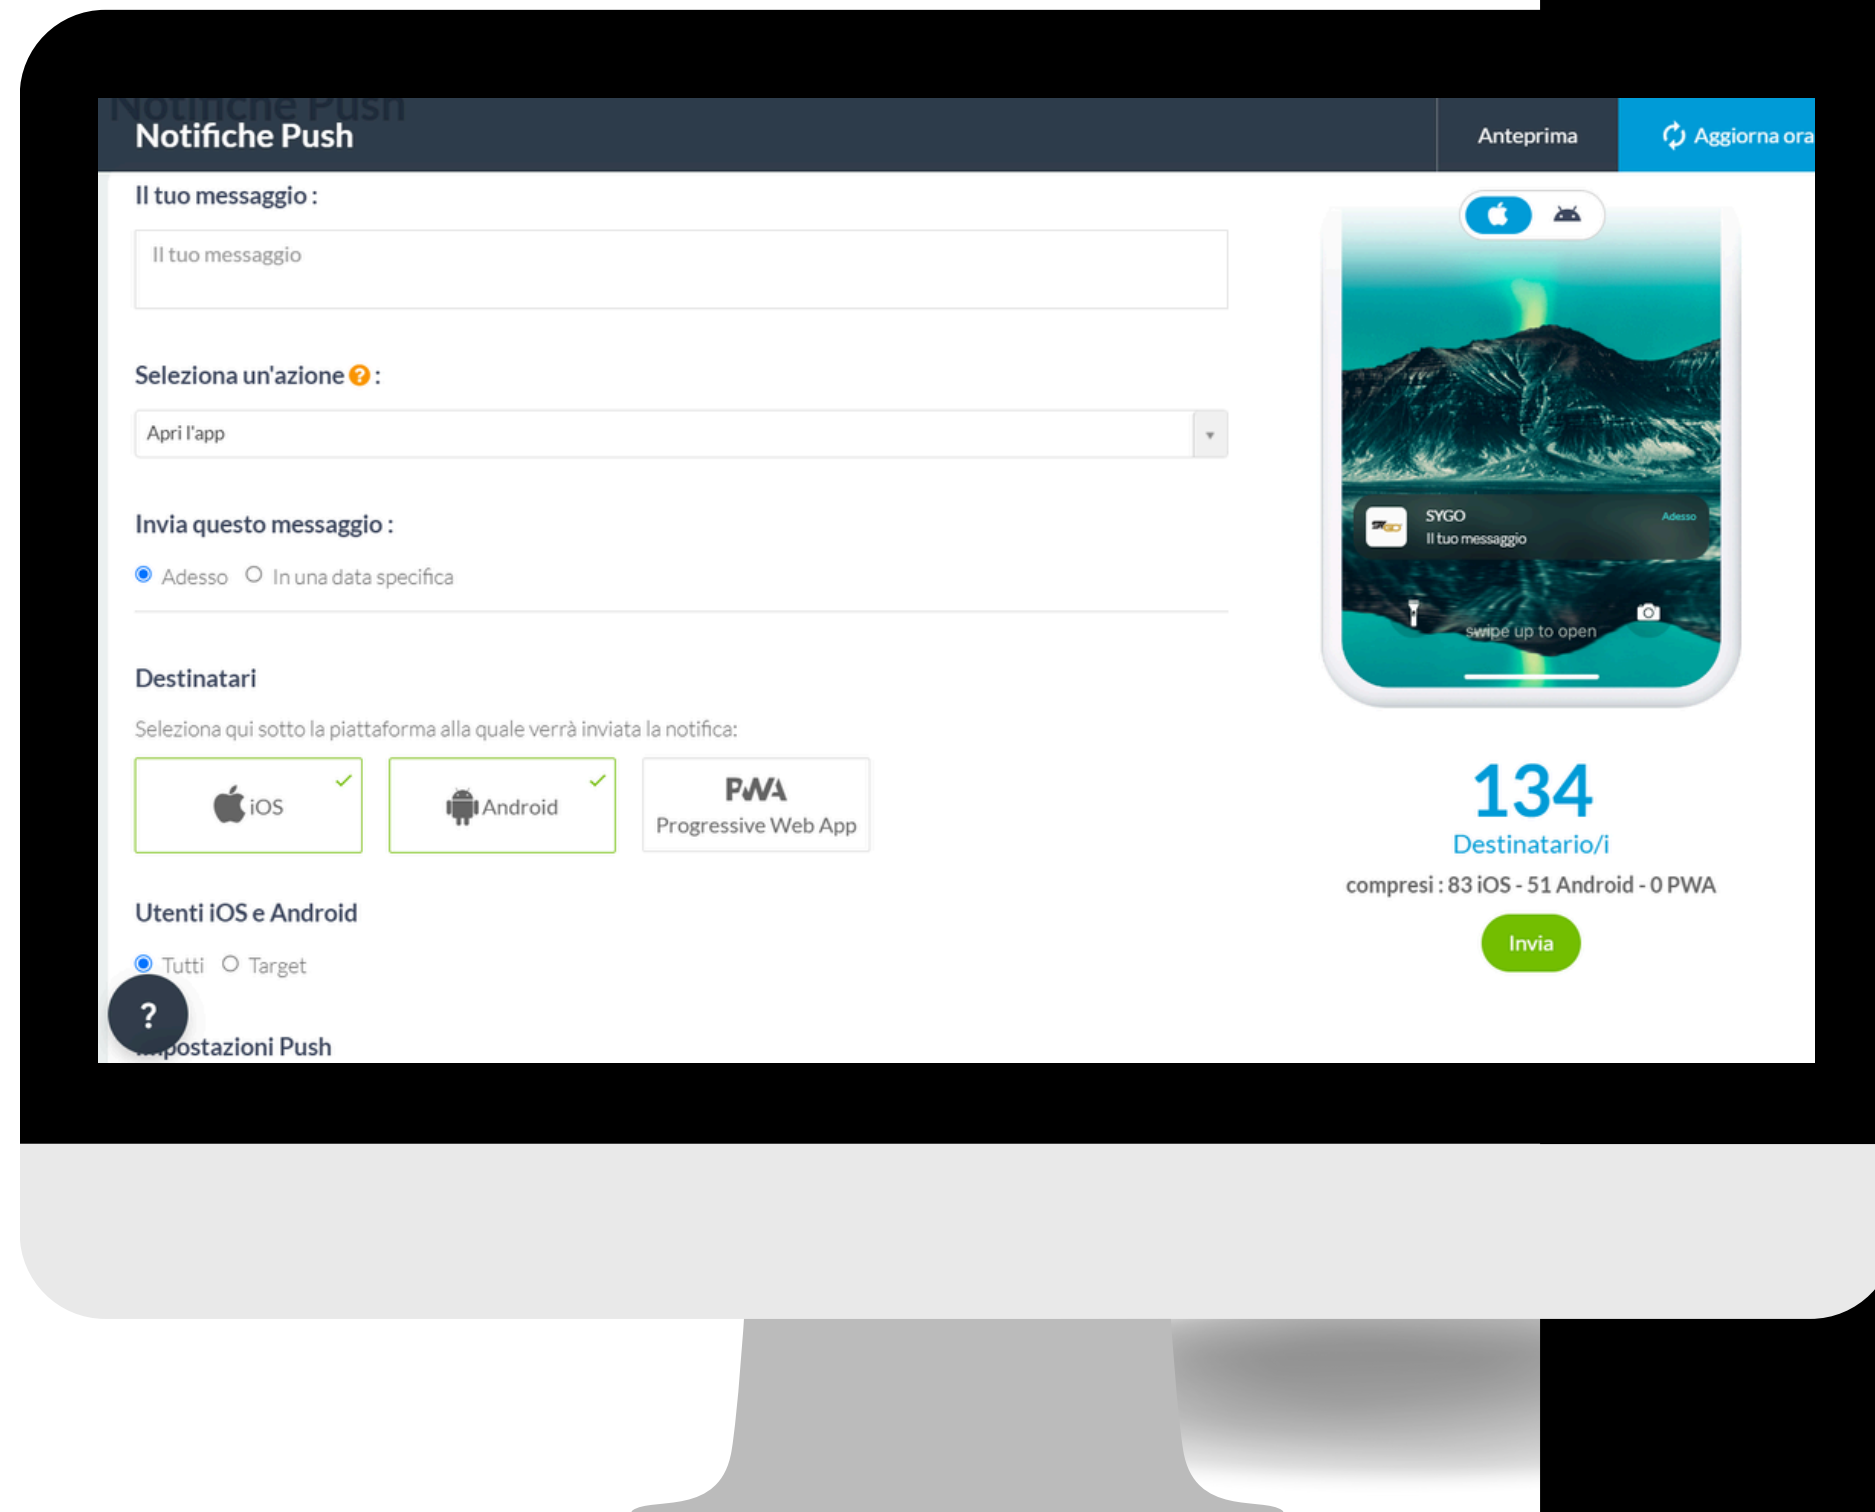 Notifiche Push
Notifiche Push
Anteprima
Aggiorna ora
Il tuo messaggio :
Il tuo messaggio
Seleziona un'azione ? :
Apri l'app
Invia questo messaggio :
Adesso In una data specifica
Destinatari
Seleziona qui sotto la piattaforma alla quale verrà inviata la notifica:
iOS
Android
PWA
Progressive Web App
Utenti iOS e Android
Tutti Target
?
Impostazioni Push
SYGO
Adesso
Il tuo messaggio
swipe up to open
134
Destinatario/i
compresi : 83 iOS - 51 Android - 0 PWA
Invia